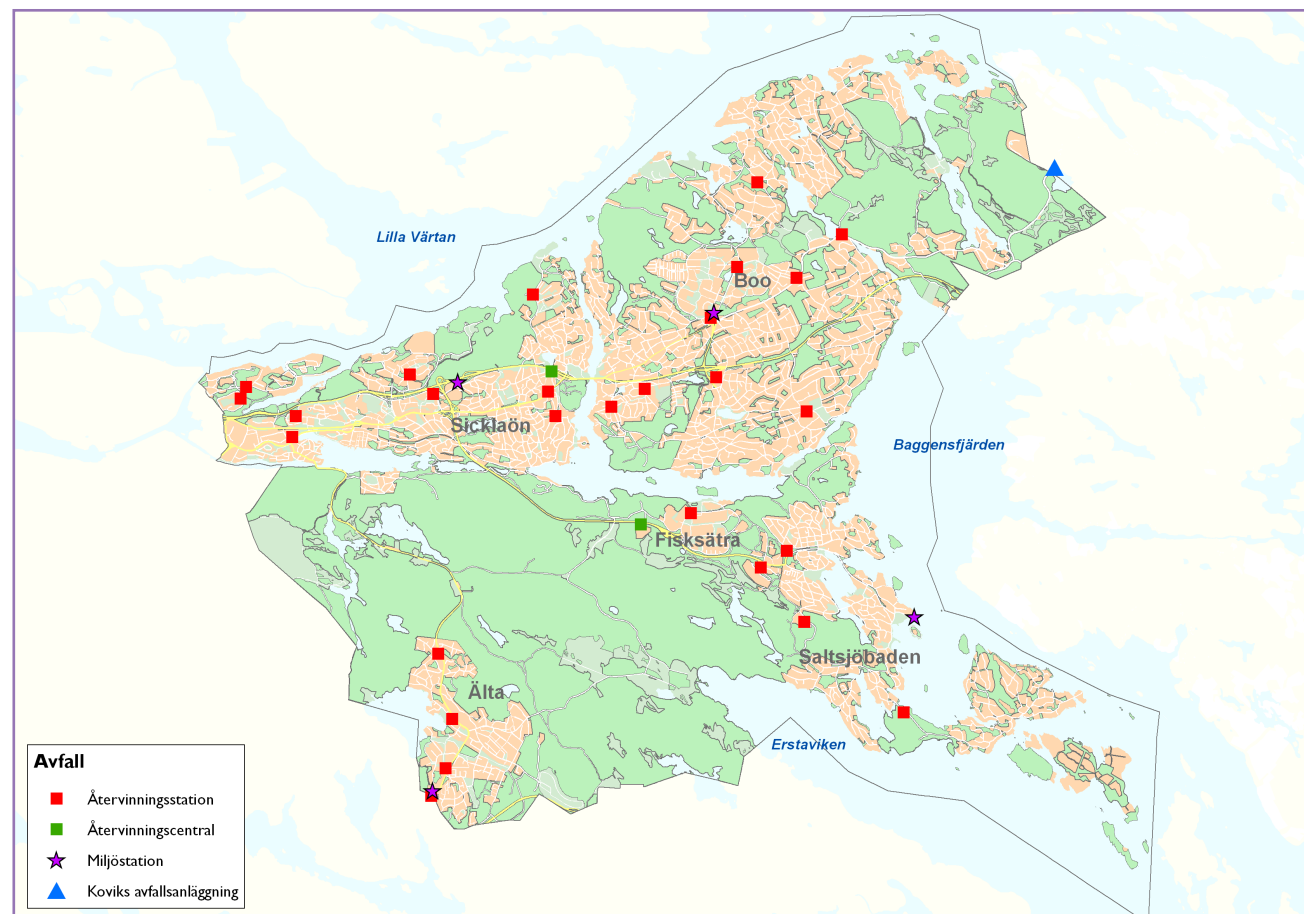 Lilla Värtan
Boo
Sicklaön
Baggensfjärden
Fisksätra
Saltsjöbaden
Älta
Erstaviken
Avfall
Återvinningsstation
Återvinningscentral
Miljöstation
Koviks avfallsanläggning